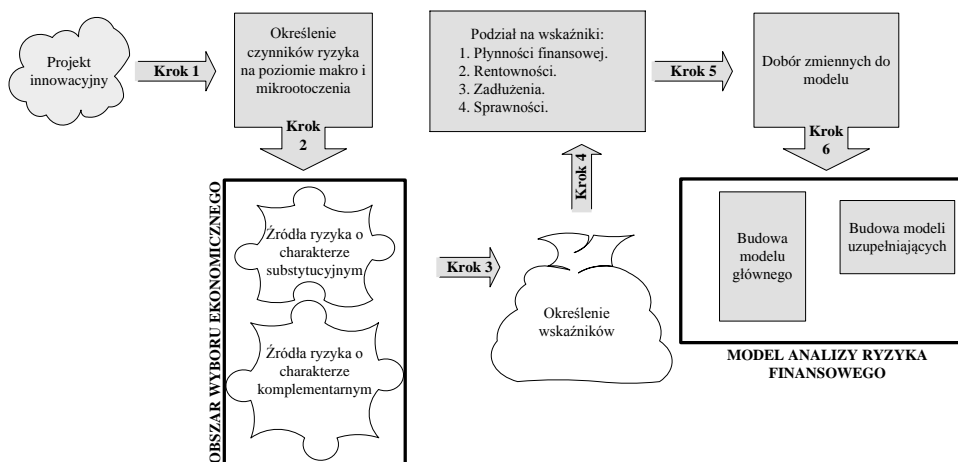 Projekt
innowacyjny
Krok 1
Określenie
czynników ryzyka
na poziomie makro i
mikrootoczenia
Krok
2
OBSZAR WYBORU EKONOMICZNEGO
Źródła ryzyka o
charakterze
substytucyjnym
Źródła ryzyka o
charakterze
komplementarnym
Krok 3
Określenie
wskaźników
Krok 4
Podział na wskaźniki:
1. Płynności finansowej.
2. Rentowności.
3. Zadłużenia.
4. Sprawności.
Krok 5
Dobór zmiennych do
modelu
Krok
6
Budowa
modelu
głównego
Budowa modeli
uzupełniających
MODEL ANALIZY RYZYKA
FINANSOWEGO